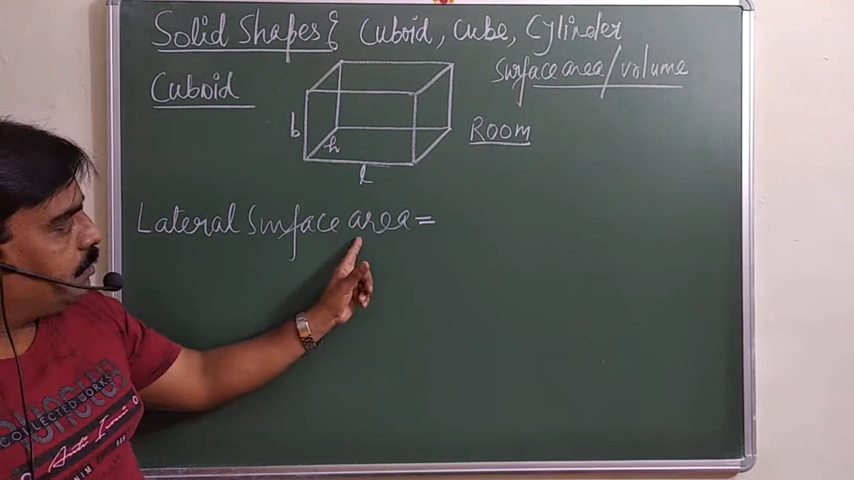 Solid Shapes { Cuboid, Cube, Cylinder
Surface area/volume
Cuboid
b
h
l
Room
Lateral Surface area =
COLLECTED WORKS